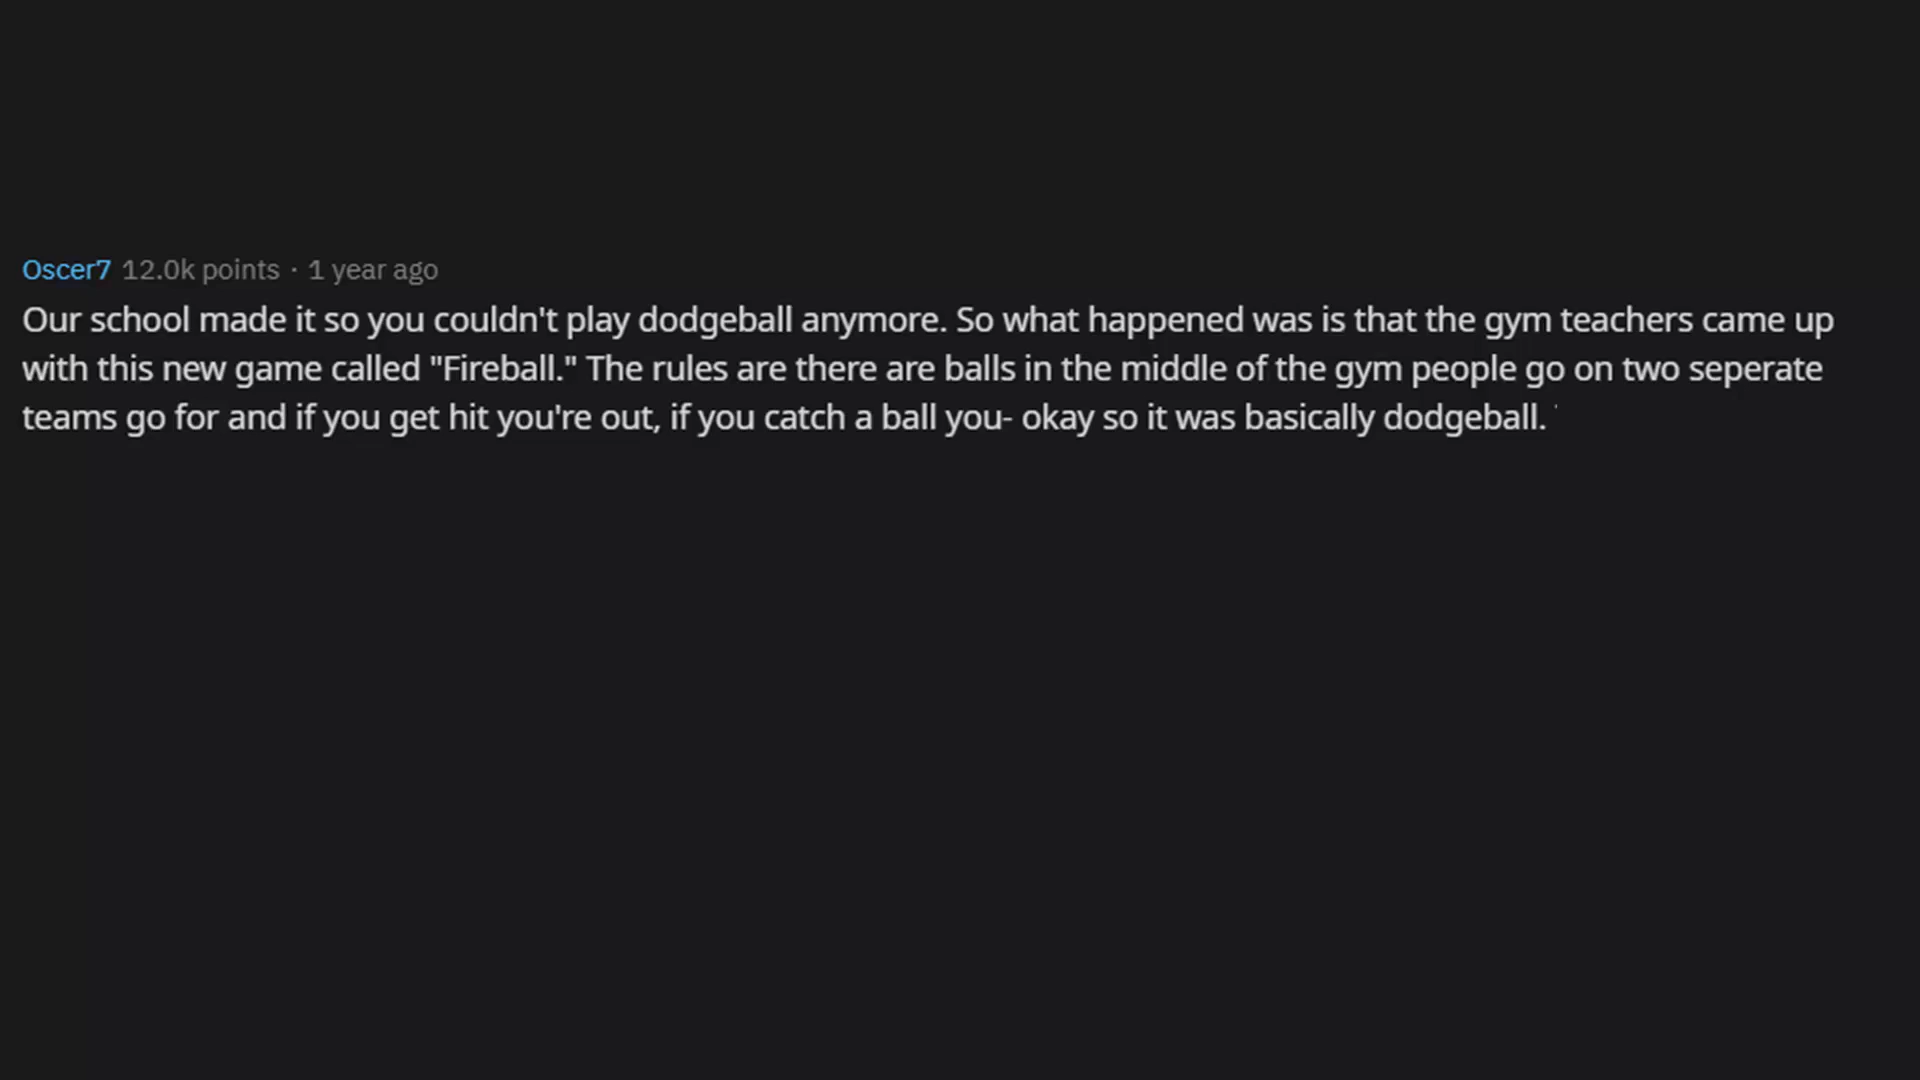 Oscer7 12.0k points · 1 year ago
Our school made it so you couldn't play dodgeball anymore. So what happened was is that the gym teachers came up
with this new game called "Fireball." The rules are there are balls in the middle of the gym people go on two seperate
teams go for and if you get hit you're out, if you catch a ball you- okay so it was basically dodgeball.